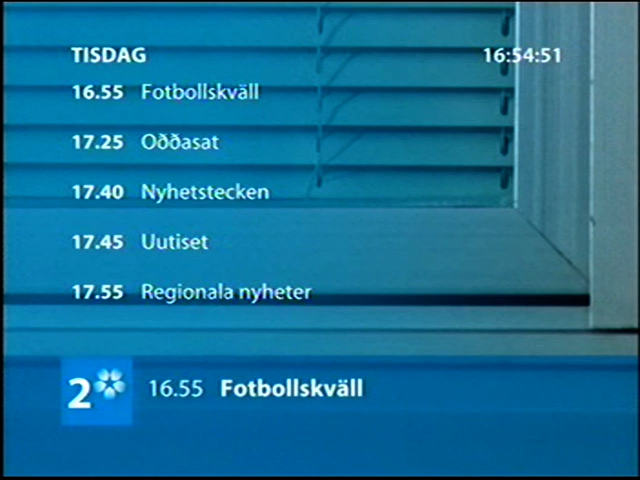 TISDAG 16:54:51
16.55 Fotbollskväll
17.25 Oððasat
17.40 Nyhetstecken
17.45 Uutiset
17.55 Regionala nyheter
2 16.55 Fotbollskväll